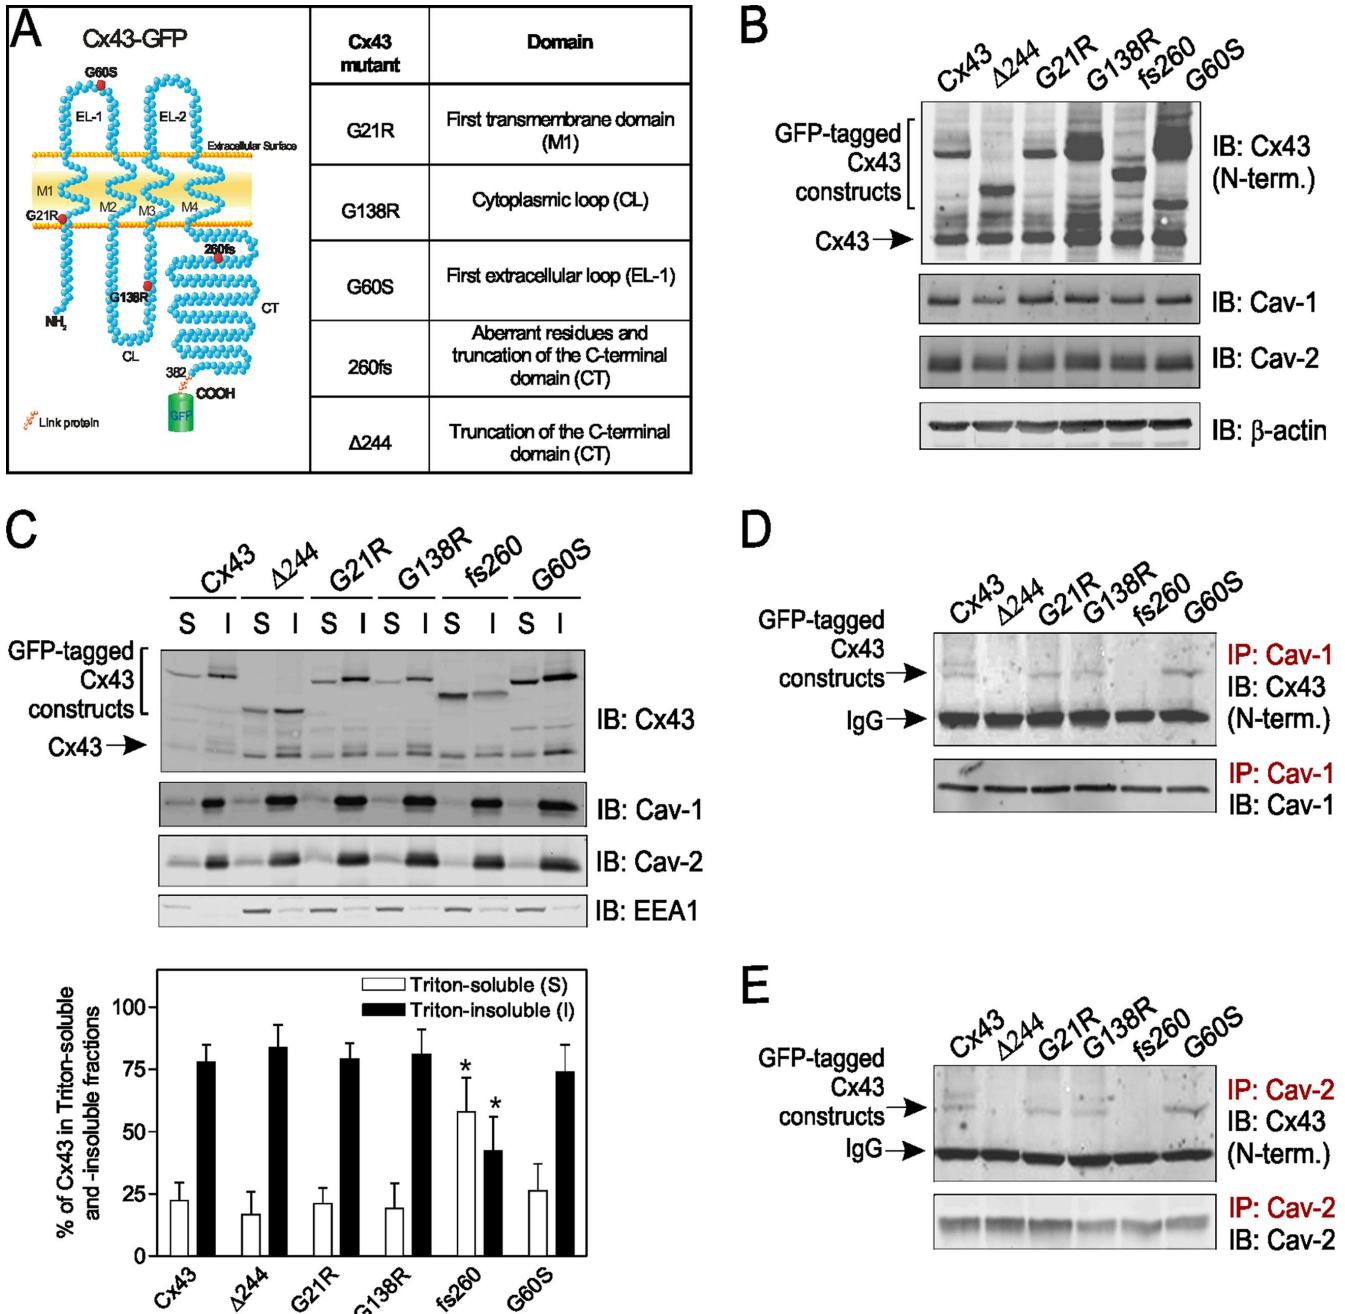 A
Cx43-GFP
G60S
EL-1
EL-2
Extracellular Surface
M1
M2
M3
M4
G21R
260fs
G138R
CT
NH2
CL
382
COOH
GFP
Link protein
Cx43 mutant
Domain
G21R
First transmembrane domain
(M1)
G138R
Cytoplasmic loop (CL)
G60S
First extracellular loop (EL-1)
260fs
Aberrant residues and
truncation of the C-terminal
domain (CT)
Δ244
Truncation of the C-terminal
domain (CT)
B
Cx43
Δ244
G21R
G138R
fs260
G60S
GFP-tagged
Cx43
constructs
Cx43
IB: Cx43
(N-term.)
IB: Cav-1
IB: Cav-2
IB: β-actin
C
Cx43
Δ244
G21R
G138R
fs260
G60S
S I S I S I S I S I S I
GFP-tagged
Cx43
constructs
Cx43
IB: Cx43
IB: Cav-1
IB: Cav-2
IB: EEA1
% of Cx43 in Triton-soluble
and -insoluble fractions
100
75
50
25
0
Triton-soluble (S)
Triton-insoluble (I)
*
*
Cx43
Δ244
G21R
G138R
fs260
G60S
D
Cx43
Δ244
G21R
G138R
fs260
G60S
GFP-tagged
Cx43
constructs
IgG
IP: Cav-1
IB: Cx43
(N-term.)
IP: Cav-1
IB: Cav-1
E
Cx43
Δ244
G21R
G138R
fs260
G60S
GFP-tagged
Cx43
constructs
IgG
IP: Cav-2
IB: Cx43
(N-term.)
IP: Cav-2
IB: Cav-2